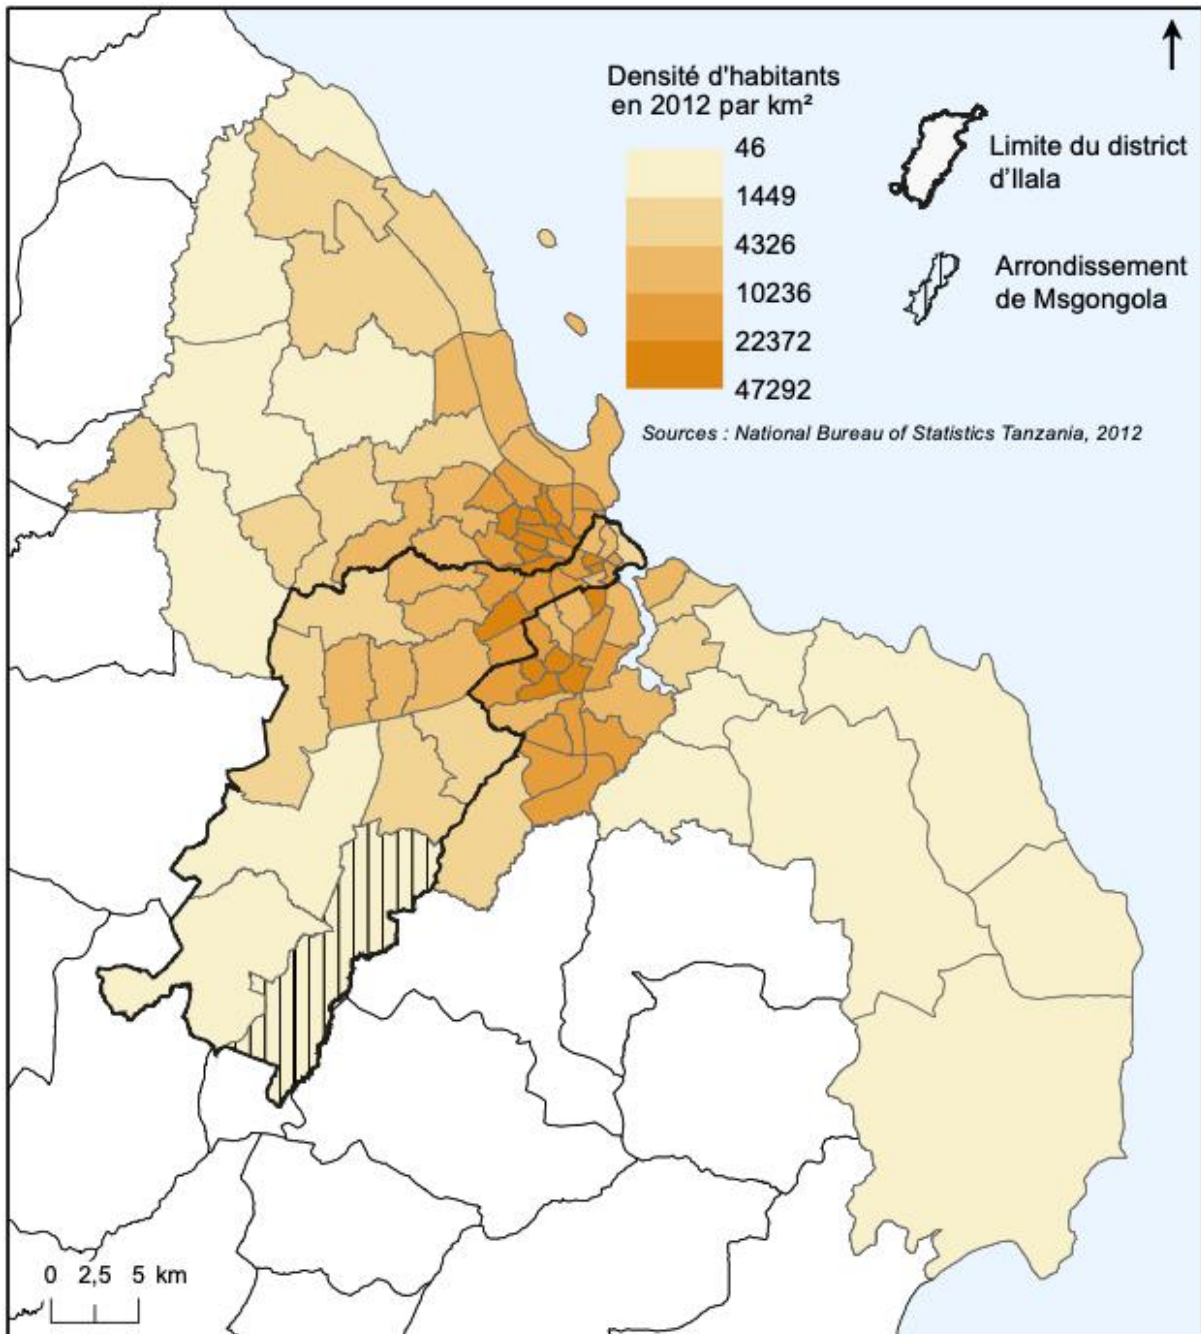 Densité d'habitants
en 2012 par km²
46
1449
4326
10236
22372
47292
Limite du district
d'Ilala
Arrondissement
de Msgongola
Sources : National Bureau of Statistics Tanzania, 2012
0 2,5 5 km